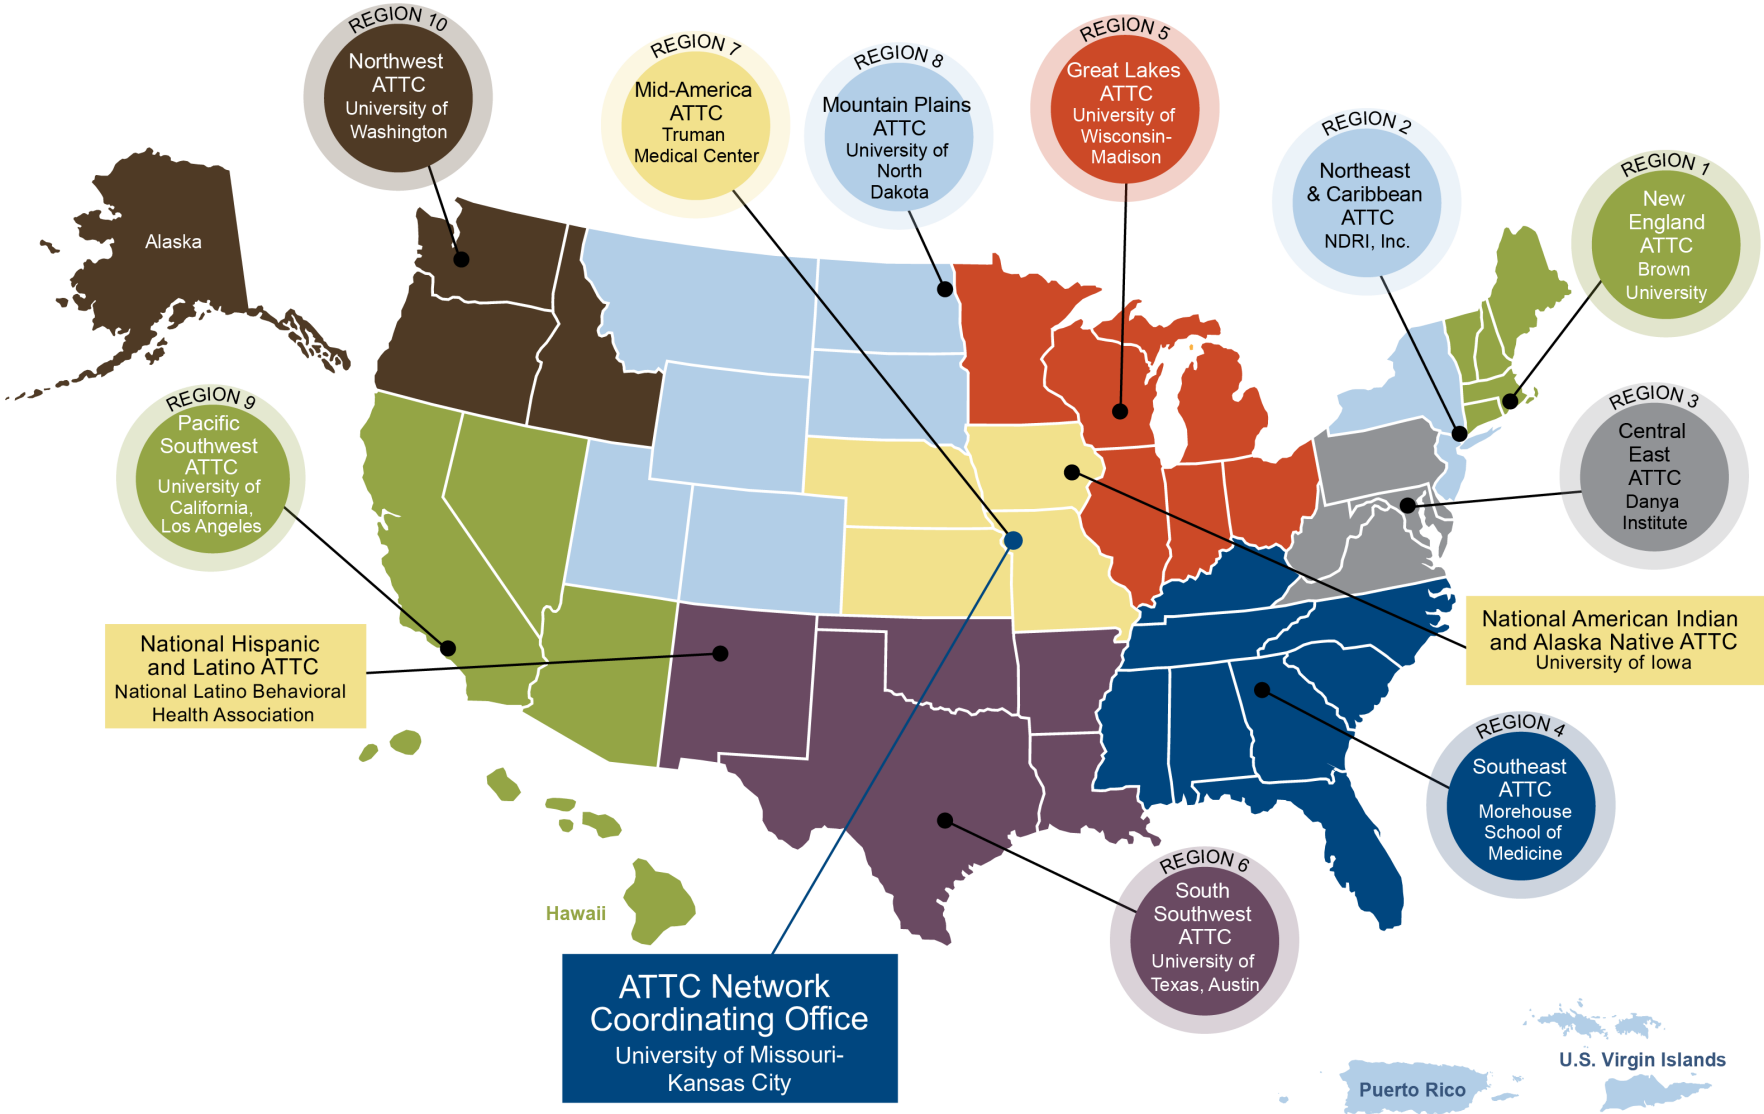 REGION 10
Northwest
ATTC
University of
Washington
REGION 7
Mid-America
ATTC
Truman
Medical Center
REGION 8
Mountain Plains
ATTC
University of
North
Dakota
REGION 5
Great Lakes
ATTC
University of
Wisconsin-
Madison
REGION 2
Northeast
& Caribbean
ATTC
NDRI, Inc.
REGION 1
New
England
ATTC
Brown
University
Alaska
REGION 9
Pacific
Southwest
ATTC
University of
California,
Los Angeles
REGION 3
Central
East
ATTC
Danya
Institute
National Hispanic
and Latino ATTC
National Latino Behavioral
Health Association
National American Indian
and Alaska Native ATTC
University of Iowa
REGION 4
Southeast
ATTC
Morehouse
School of
Medicine
REGION 6
South
Southwest
ATTC
University of
Texas, Austin
Hawaii
ATTC Network
Coordinating Office
University of Missouri-
Kansas City
U.S. Virgin Islands
Puerto Rico